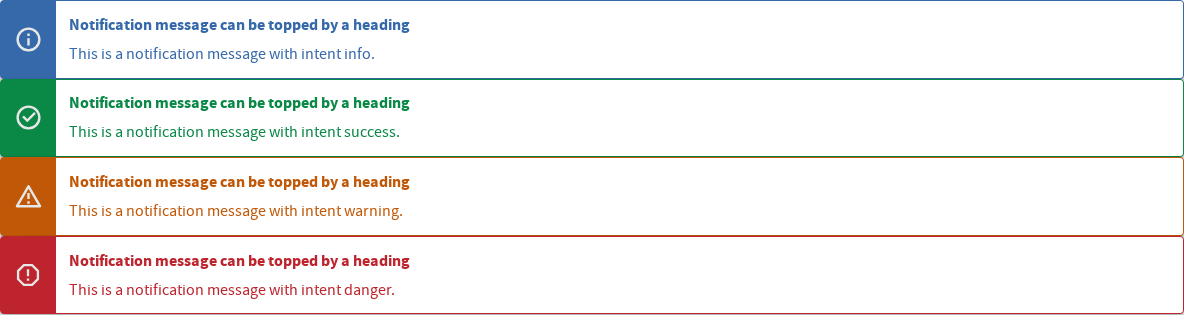 Notification message can be topped by a heading
This is a notification message with intent info.
Notification message can be topped by a heading
This is a notification message with intent success.
Notification message can be topped by a heading
This is a notification message with intent warning.
Notification message can be topped by a heading
This is a notification message with intent danger.